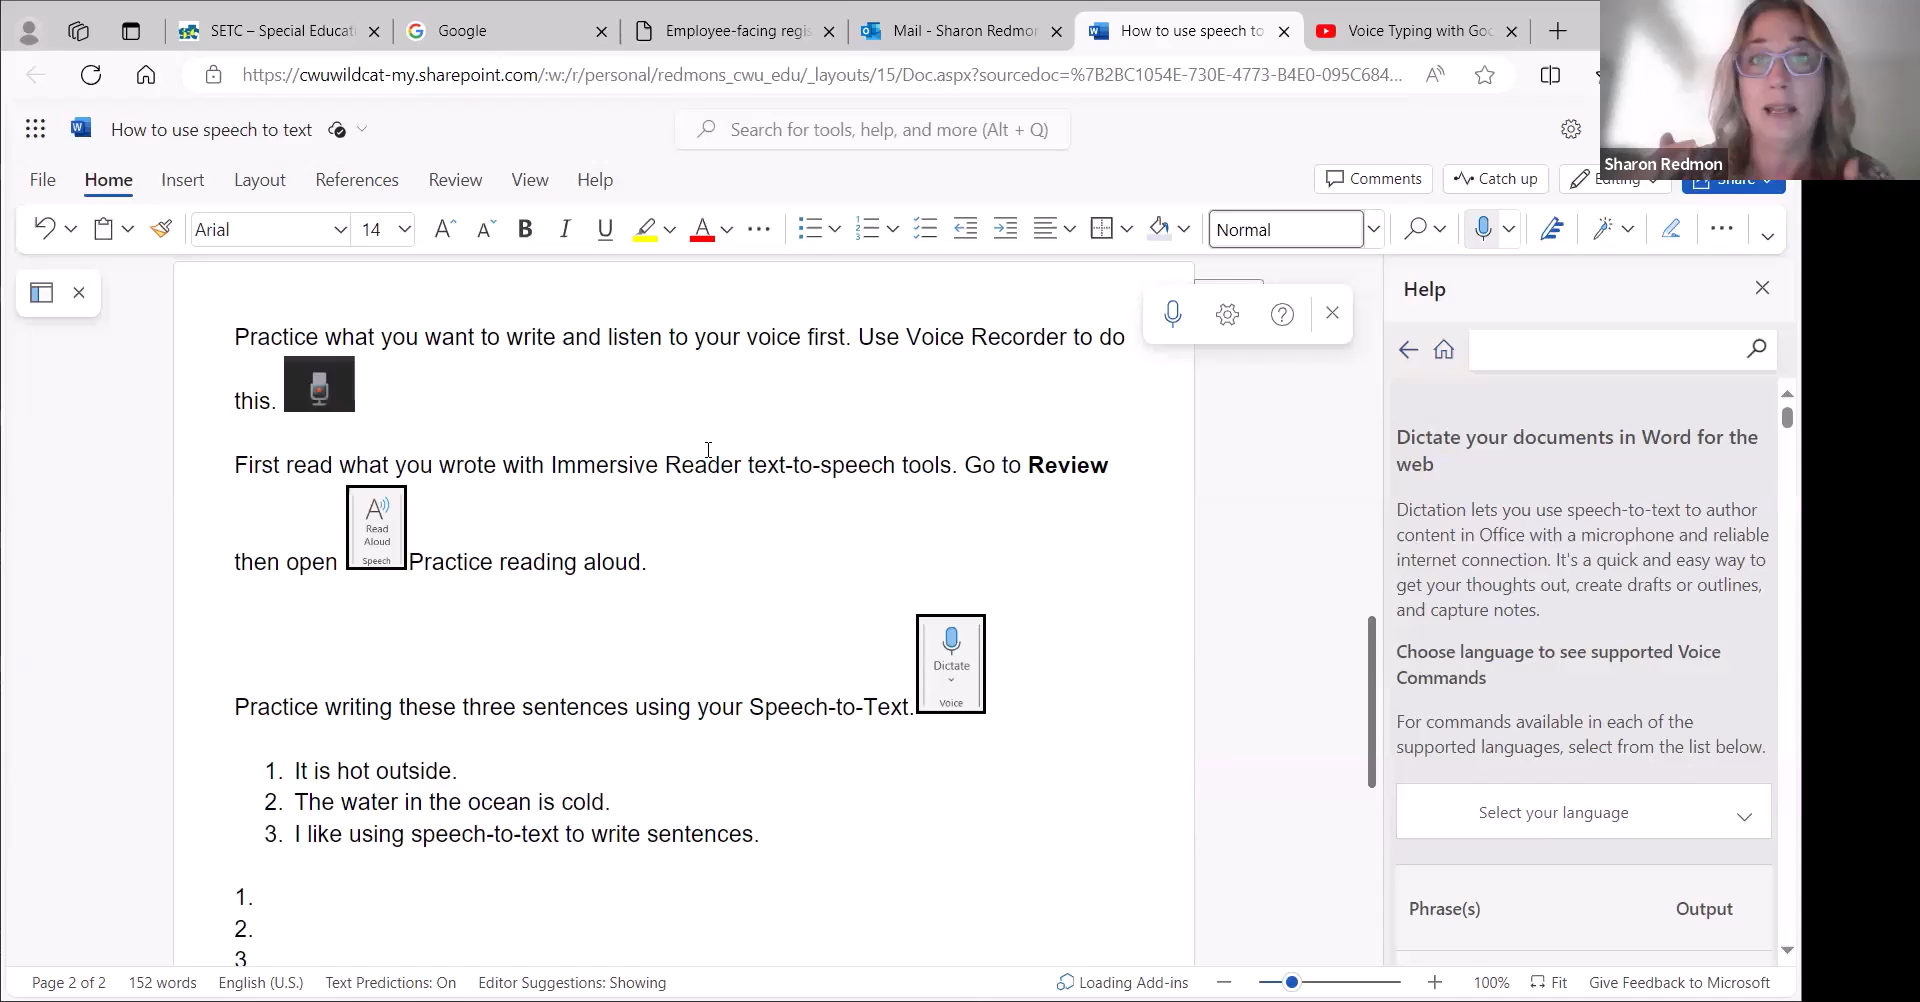 SETC – Special Educati
Google
Employee-facing regis
Mail - Sharon Redmon
How to use speech to
Voice Typing with Goo
https://cwuwildcat-my.sharepoint.com/:w:/r/personal/redmons_cwu_edu/_layouts/15/Doc.aspx?sourcedoc=%7B2BC1054E-730E-4773-B4E0-095C684...
How to use speech to text
Search for tools, help, and more (Alt + Q)
Sharon Redmon
File Home Insert Layout References Review View Help
Comments Catch up Editing Share
Arial 14 Normal
Help
Practice what you want to write and listen to your voice first. Use Voice Recorder to do
this.
First read what you wrote with Immersive Reader text-to-speech tools. Go to Review
Read
Aloud
Speech
then open Practice reading aloud.
Dictate
Voice
Practice writing these three sentences using your Speech-to-Text.
1. It is hot outside.
2. The water in the ocean is cold.
3. I like using speech-to-text to write sentences.
1.
2.
3
Dictate your documents in Word for the
web
Dictation lets you use speech-to-text to author
content in Office with a microphone and reliable
internet connection. It's a quick and easy way to
get your thoughts out, create drafts or outlines,
and capture notes.
Choose language to see supported Voice
Commands
For commands available in each of the
supported languages, select from the list below.
Select your language
Phrase(s) Output
Page 2 of 2 152 words English (U.S.) Text Predictions: On Editor Suggestions: Showing
Loading Add-ins 100% Fit Give Feedback to Microsoft